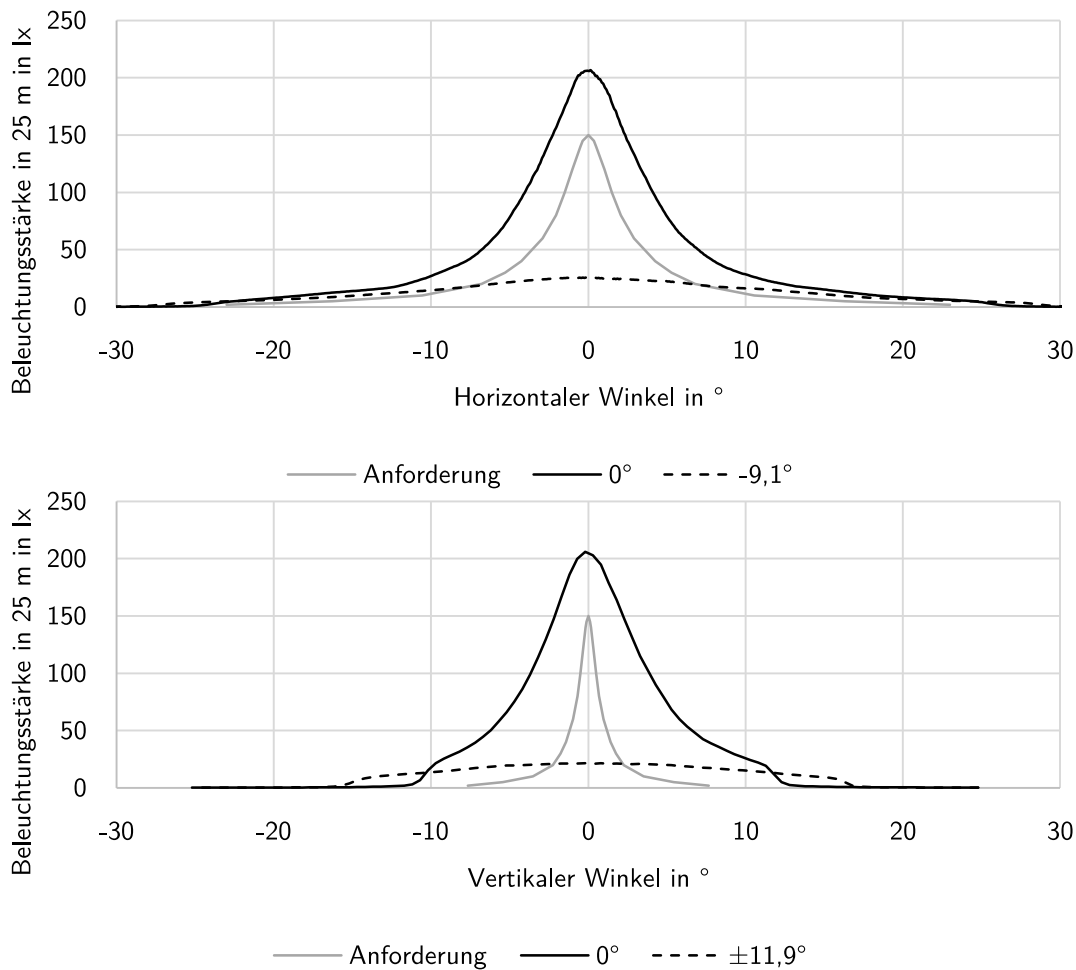 Beleuchtungsstärke in 25 m in lx
250
200
150
100
50
0
-30 -20 -10 0 10 20 30
Horizontaler Winkel in °
Anforderung 0° -9,1°
Beleuchtungsstärke in 25 m in lx
250
200
150
100
50
0
-30 -20 -10 0 10 20 30
Vertikaler Winkel in °
Anforderung 0° ±11,9°